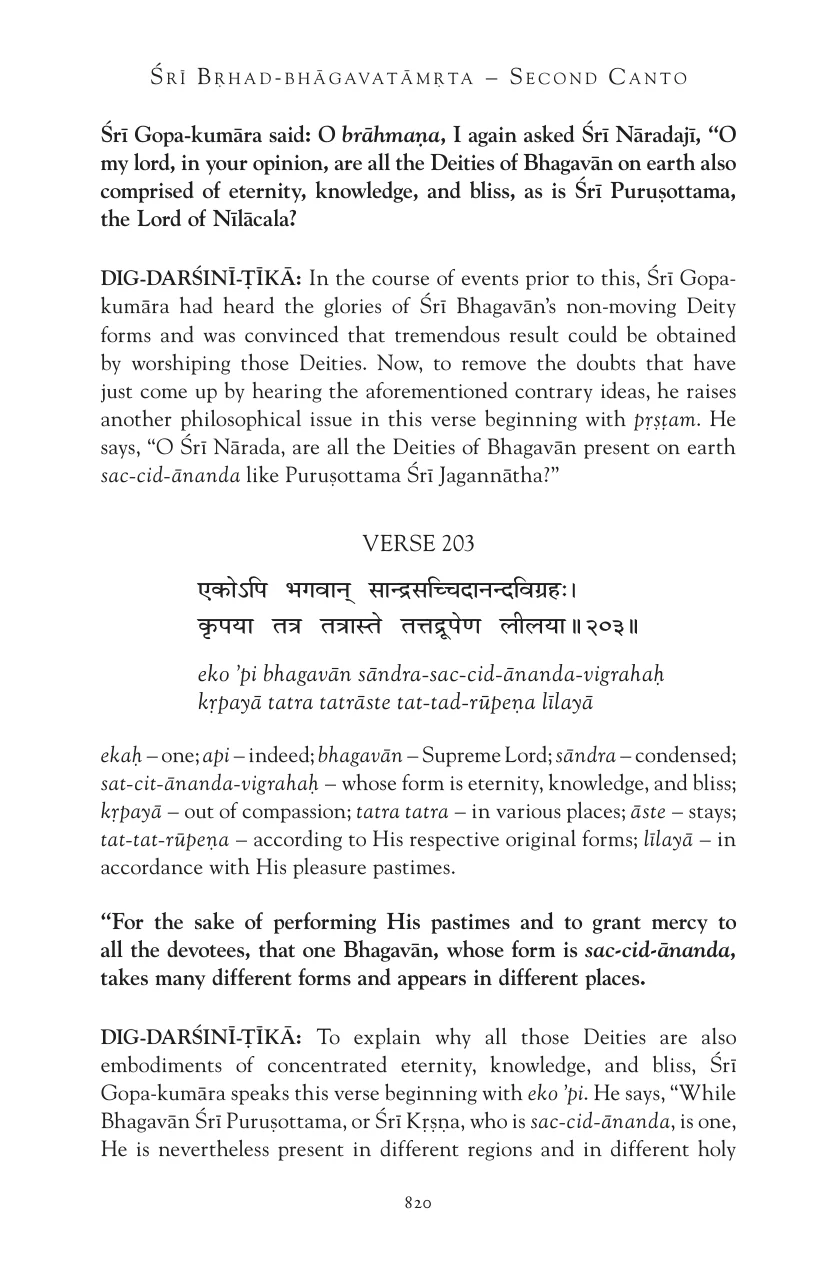 ŚRĪ BṚHAD-BHĀGAVATĀMṚTA – SECOND CANTO
Śrī Gopa-kumāra said: O brāhmaṇa, I again asked Śrī Nāradajī, “O
my lord, in your opinion, are all the Deities of Bhagavān on earth also
comprised of eternity, knowledge, and bliss, as is Śrī Puruṣottama,
the Lord of Nīlācala?
DIG-DARŚINĪ-ṬĪKĀ: In the course of events prior to this, Śrī Gopa-
kumāra had heard the glories of Śrī Bhagavān’s non-moving Deity
forms and was convinced that tremendous result could be obtained
by worshiping those Deities. Now, to remove the doubts that have
just come up by hearing the aforementioned contrary ideas, he raises
another philosophical issue in this verse beginning with pṛṣṭam. He
says, “O Śrī Nārada, are all the Deities of Bhagavān present on earth
sac-cid-ānanda like Puruṣottama Śrī Jagannātha?”
VERSE 203
एकोऽपि भगवान् सान्द्रसच्चिदानन्दविग्रहः।
कृपया तत्र तत्रास्ते तत्तद्रूपेण लीलया॥२०३॥
eko ’pi bhagavān sāndra-sac-cid-ānanda-vigrahaḥ
kṛpayā tatra tatrāste tat-tad-rūpeṇa līlayā
ekaḥ – one; api – indeed; bhagavān – Supreme Lord; sāndra – condensed;
sat-cit-ānanda-vigrahaḥ – whose form is eternity, knowledge, and bliss;
kṛpayā – out of compassion; tatra tatra – in various places; āste – stays;
tat-tat-rūpeṇa – according to His respective original forms; līlayā – in
accordance with His pleasure pastimes.
“For the sake of performing His pastimes and to grant mercy to
all the devotees, that one Bhagavān, whose form is sac-cid-ānanda,
takes many different forms and appears in different places.
DIG-DARŚINĪ-ṬĪKĀ: To explain why all those Deities are also
embodiments of concentrated eternity, knowledge, and bliss, Śrī
Gopa-kumāra speaks this verse beginning with eko ’pi. He says, “While
Bhagavān Śrī Puruṣottama, or Śrī Kṛṣṇa, who is sac-cid-ānanda, is one,
He is nevertheless present in different regions and in different holy
820